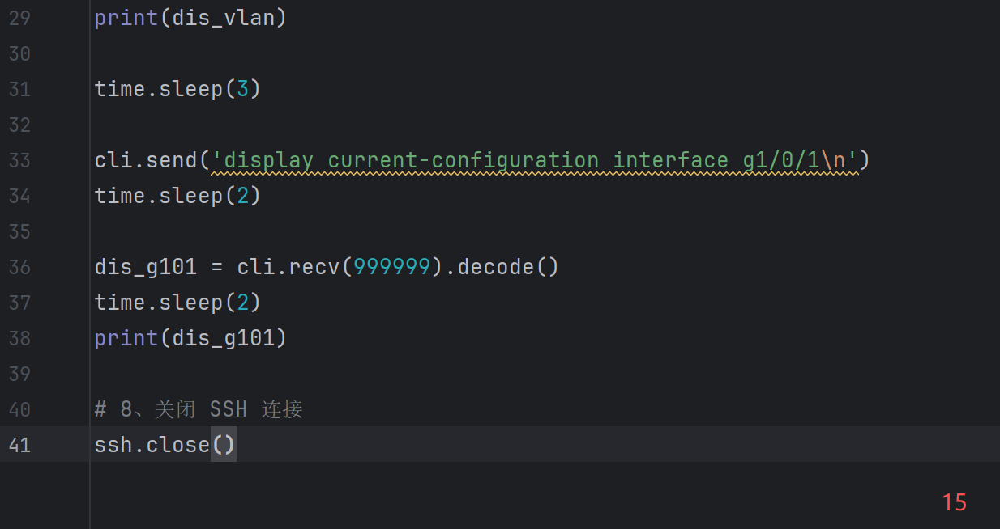 29 print(dis_vlan)
30
31 time.sleep(3)
32
33 cli.send('display current-configuration interface g1/0/1\n')
34 time.sleep(2)
35
36 dis_g101 = cli.recv(999999).decode()
37 time.sleep(2)
38 print(dis_g101)
39
40 # 8、关闭 SSH 连接
41 ssh.close()
15